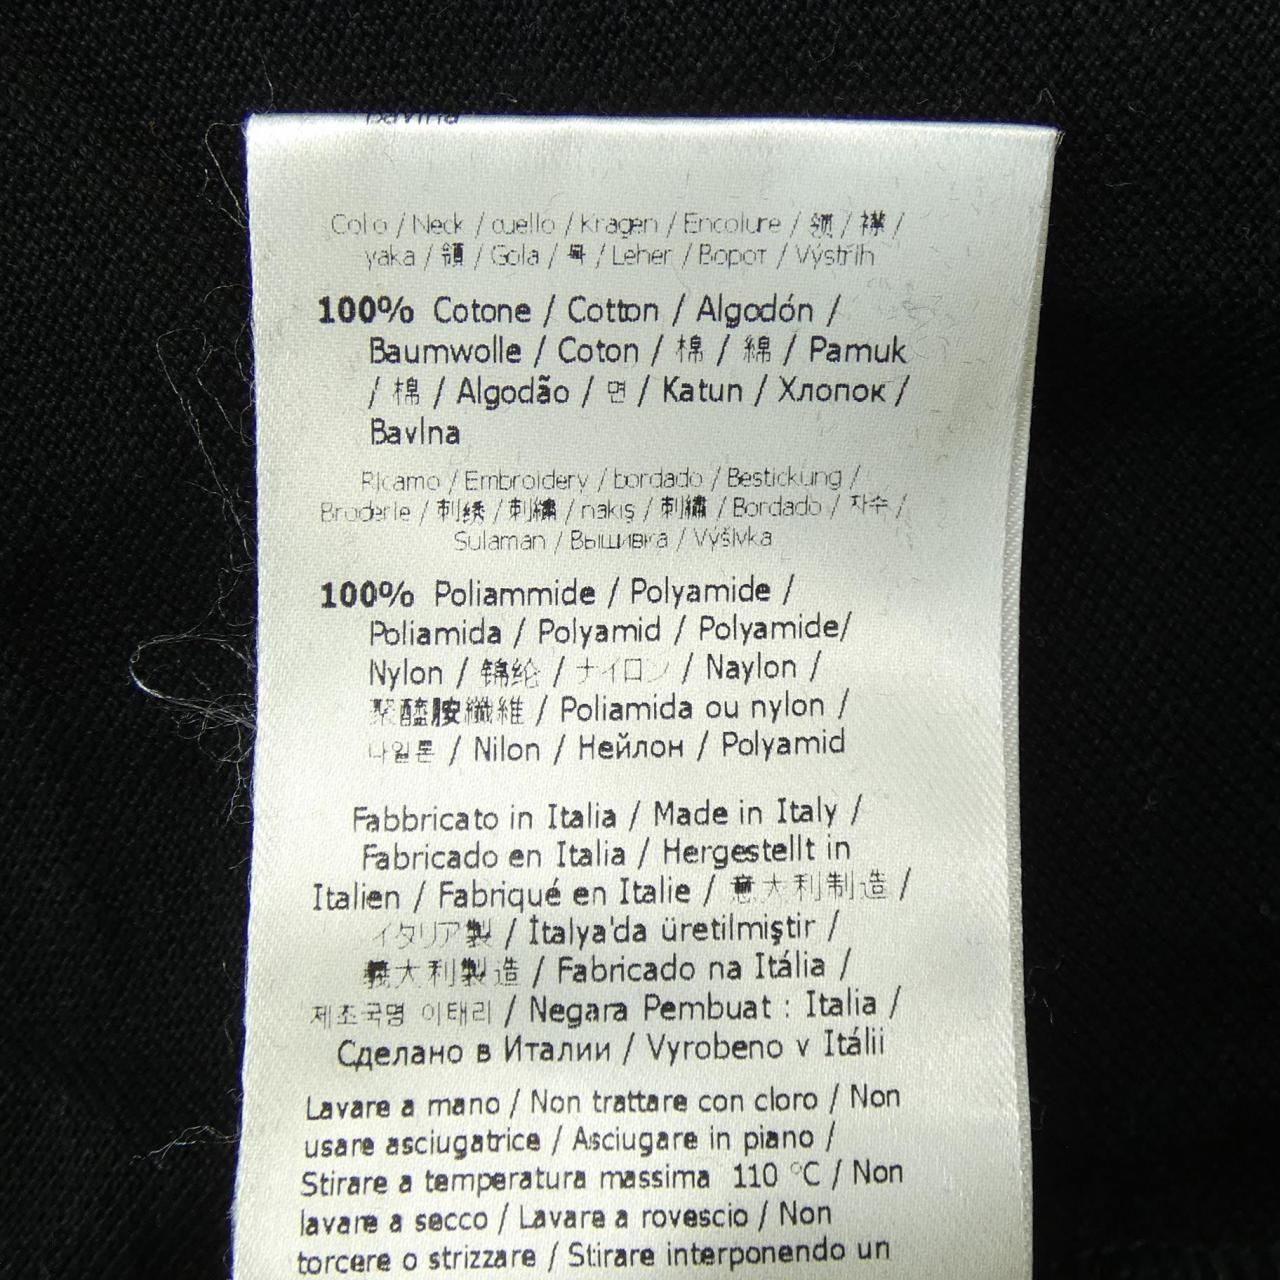 Bavlna
Collo / Neck / cuello / Kragen / Encolure / 领 / 襟 /
yaka / 領 / Gola / 목 / Leher / Ворот / Výstřih
100% Cotone / Cotton / Algodón /
Baumwolle / Coton / 棉 / 綿 / Pamuk
/ 棉 / Algodão / 면 / Katun / Хлопок /
Bavlna
Ricamo / Embroidery / bordado / Bestickung /
Broderie / 刺绣 / 刺繍 / nakış / 刺繡 / Bordado / 자수 /
Sulaman / Вышивка / Výšivka
100% Poliammide / Polyamide /
Poliamida / Polyamid / Polyamide/
Nylon / 锦纶 / ナイロン / Naylon /
聚醯胺纖維 / Poliamida ou nylon /
나일론 / Nilon / Нейлон / Polyamid
Fabbricato in Italia / Made in Italy /
Fabricado en Italia / Hergestellt in
Italien / Fabriqué en Italie / 意大利制造 /
イタリア製 / İtalya'da üretilmiştir /
義大利製造 / Fabricado na Itália /
제조국명 이태리 / Negara Pembuat : Italia /
Сделано в Италии / Vyrobeno v Itálii
Lavare a mano / Non trattare con cloro / Non
usare asciugatrice / Asciugare in piano /
Stirare a temperatura massima 110 °C / Non
lavare a secco / Lavare a rovescio / Non
torcere o strizzare / Stirare interponendo un